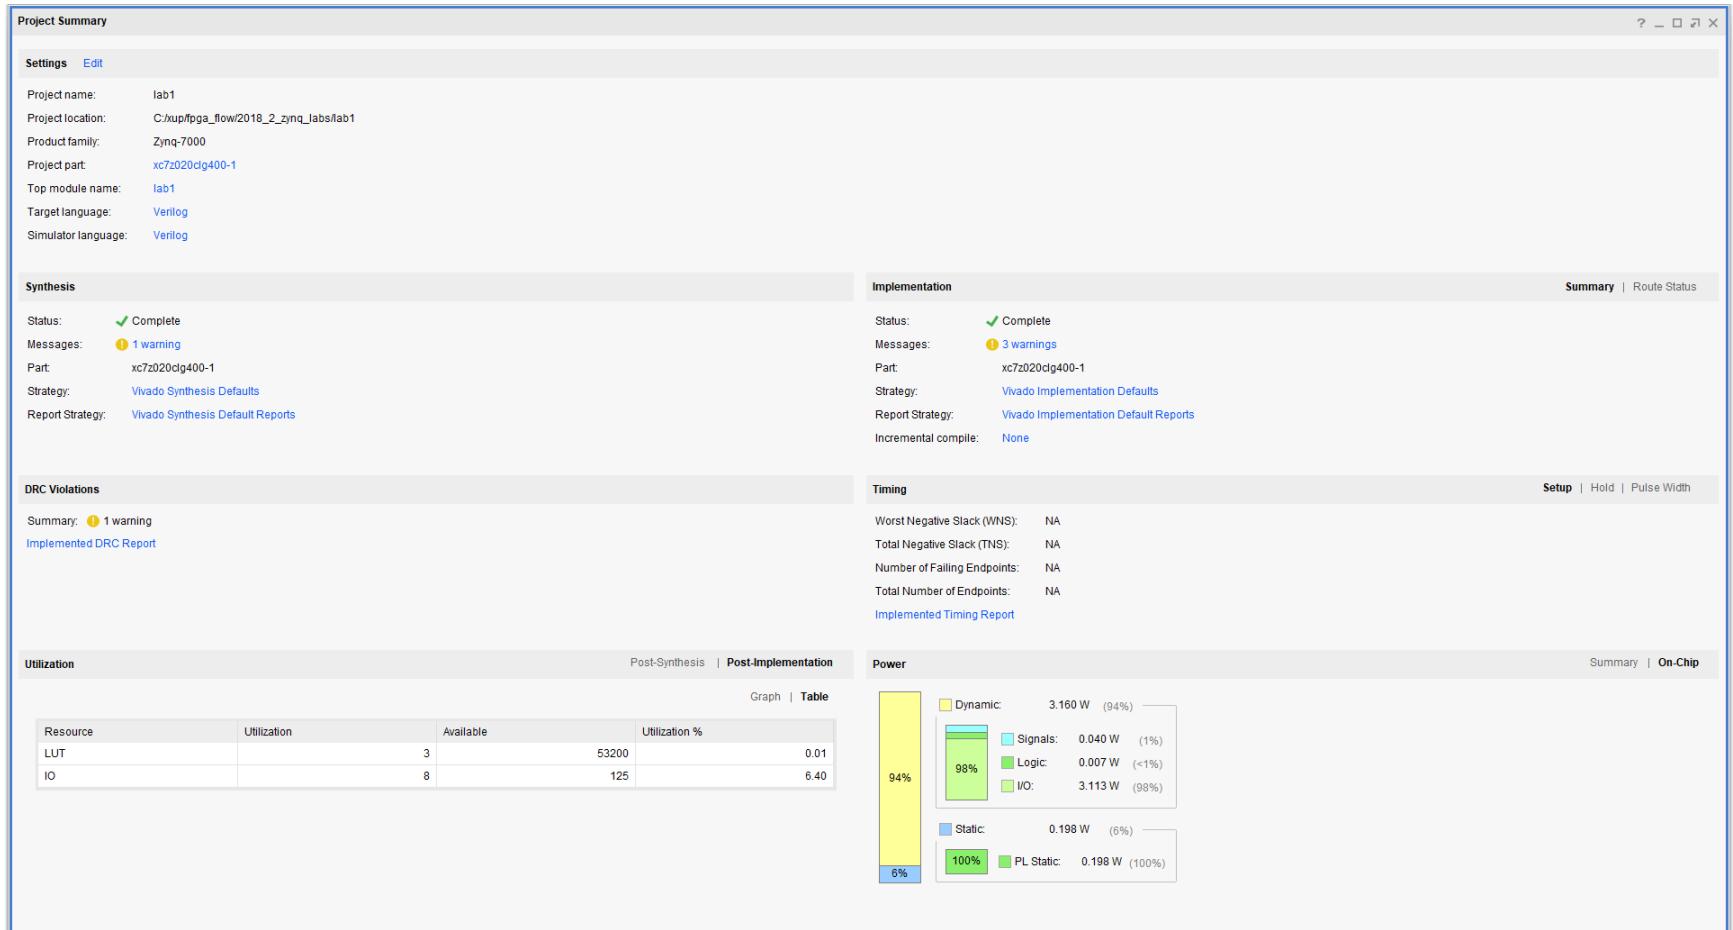 Project Summary
Settings Edit
Project name: lab1
Project location: C:/xup/fpga_flow/2018_2_zynq_labs/lab1
Product family: Zynq-7000
Project part: xc7z020clg400-1
Top module name: lab1
Target language: Verilog
Simulator language: Verilog
Synthesis
Status: Complete
Messages: 1 warning
Part: xc7z020clg400-1
Strategy: Vivado Synthesis Defaults
Report Strategy: Vivado Synthesis Default Reports
Implementation Summary | Route Status
Status: Complete
Messages: 3 warnings
Part: xc7z020clg400-1
Strategy: Vivado Implementation Defaults
Report Strategy: Vivado Implementation Default Reports
Incremental compile: None
DRC Violations
Summary: 1 warning
Implemented DRC Report
Timing Setup | Hold | Pulse Width
Worst Negative Slack (WNS): NA
Total Negative Slack (TNS): NA
Number of Failing Endpoints: NA
Total Number of Endpoints: NA
Implemented Timing Report
Utilization Post-Synthesis | Post-Implementation
Graph | Table
Resource Utilization Available Utilization %
LUT 3 53200 0.01
IO 8 125 6.40
Power Summary | On-Chip
94%
6%
Dynamic: 3.160 W (94%)
98%
Signals: 0.040 W (1%)
Logic: 0.007 W (<1%)
I/O: 3.113 W (98%)
Static: 0.198 W (6%)
100% PL Static: 0.198 W (100%)